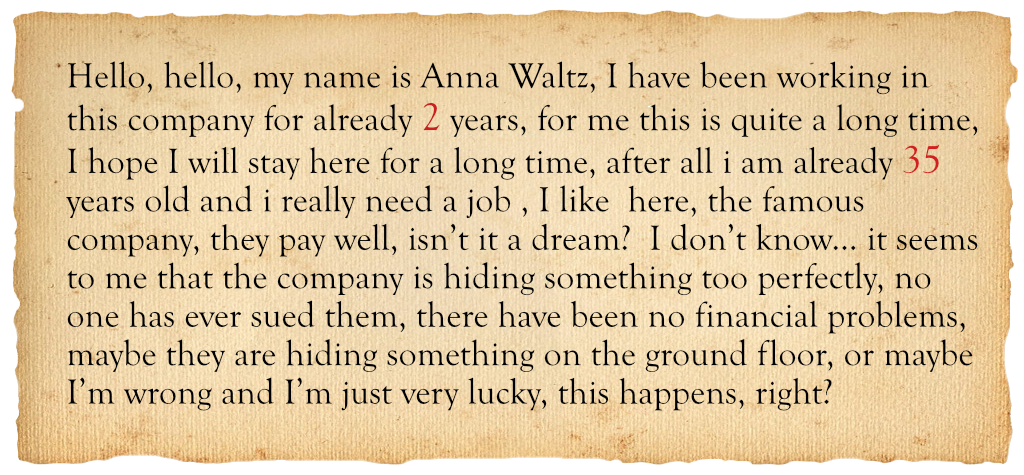 Hello, hello, my name is Anna Waltz, I have been working in
this company for already 2 years, for me this is quite a long time,
I hope I will stay here for a long time, after all i am already 35
years old and i really need a job , I like  here, the famous
company, they pay well, isn't it a dream?  I don't know... it seems
to me that the company is hiding something too perfectly, no
one has ever sued them, there have been no financial problems,
maybe they are hiding something on the ground floor, or maybe
I'm wrong and I'm just very lucky, this happens, right?